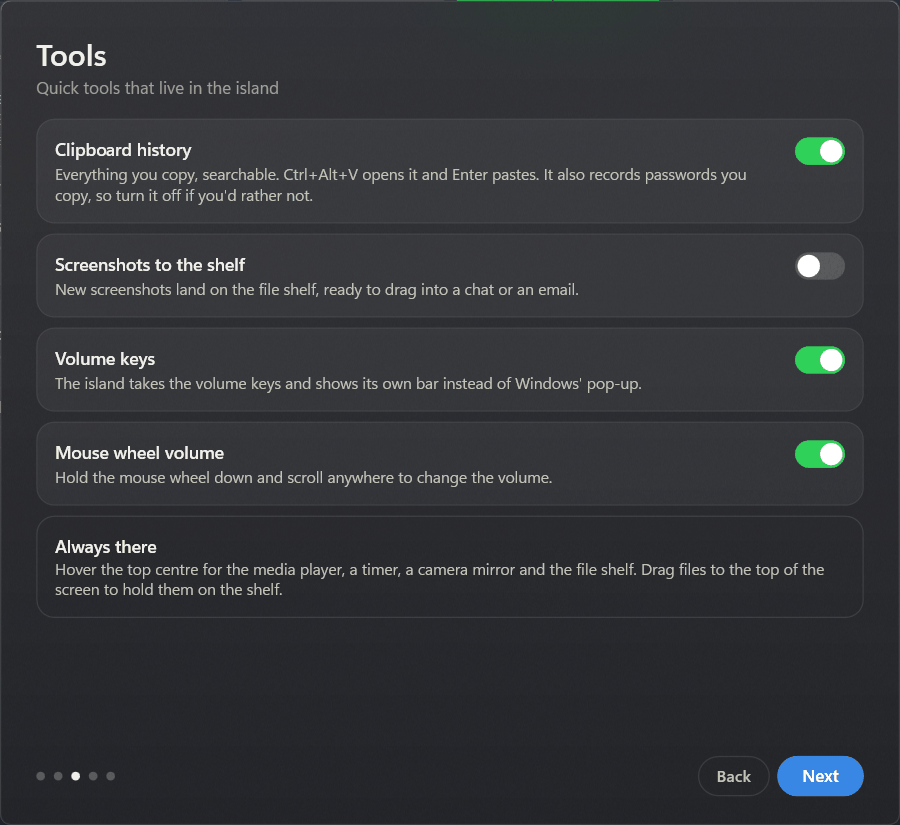 Tools
Quick tools that live in the island
Clipboard history
Everything you copy, searchable. Ctrl+Alt+V opens it and Enter pastes. It also records passwords you
copy, so turn it off if you'd rather not.
Screenshots to the shelf
New screenshots land on the file shelf, ready to drag into a chat or an email.
Volume keys
The island takes the volume keys and shows its own bar instead of Windows' pop-up.
Mouse wheel volume
Hold the mouse wheel down and scroll anywhere to change the volume.
Always there
Hover the top centre for the media player, a timer, a camera mirror and the file shelf. Drag files to the top of the
screen to hold them on the shelf.
Back
Next